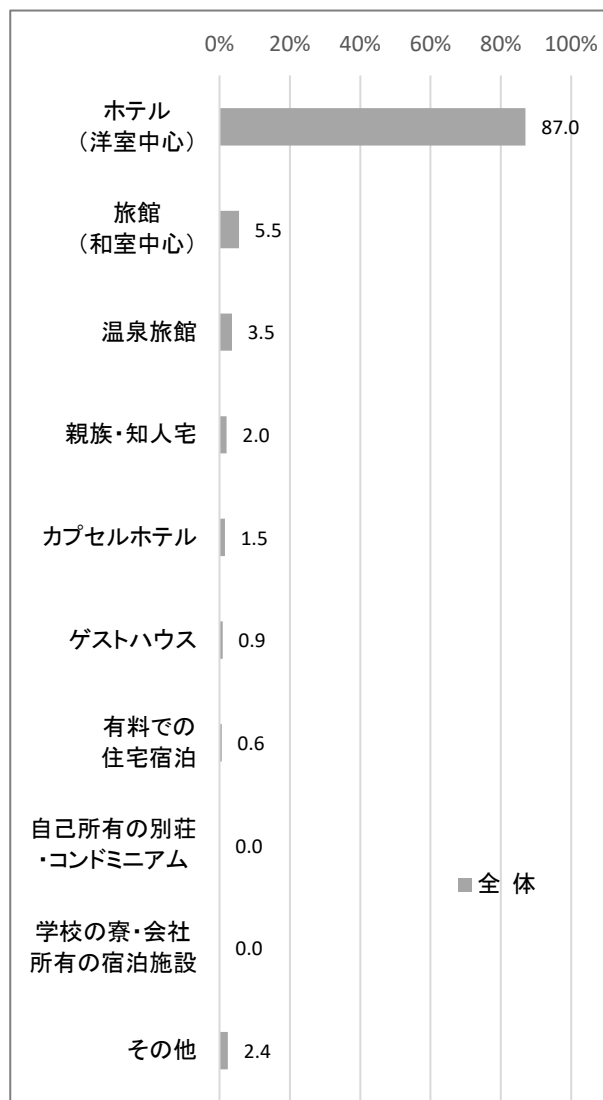 0% 20% 40% 60% 80% 100%
ホテル
（洋室中心）
87.0
旅館
（和室中心）
5.5
温泉旅館
3.5
親族・知人宅
2.0
カプセルホテル
1.5
ゲストハウス
0.9
有料での
住宅宿泊
0.6
自己所有の別荘
・コンドミニアム
0.0
全 体
学校の寮・会社
所有の宿泊施設
0.0
その他
2.4